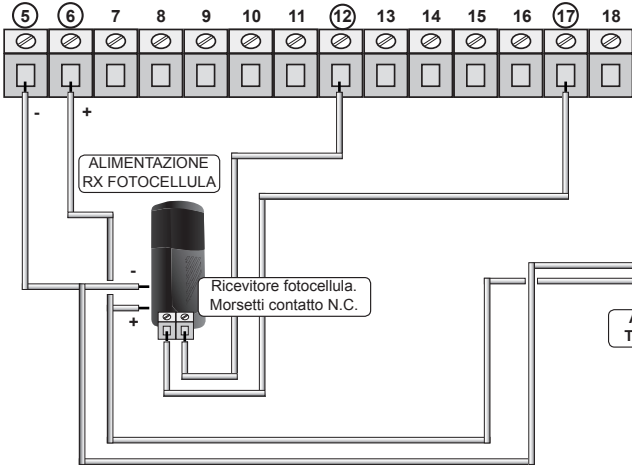 5 6 7 8 9 10 11 12 13 14 15 16 17 18
- +
ALIMENTAZIONE
RX FOTOCELLULA
-
+
Ricevitore fotocellula.
Morsetti contatto N.C.
A
T